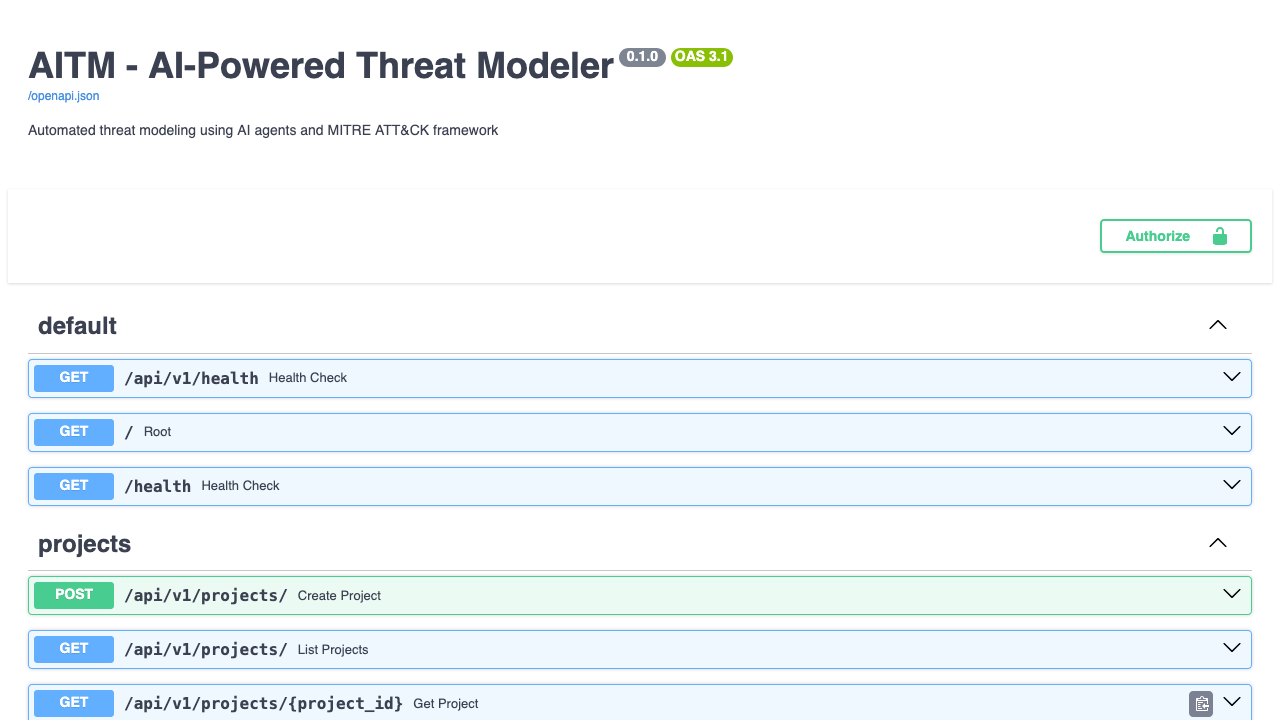 AITM - AI-Powered Threat Modeler 0.1.0 OAS 3.1
/openapi.json
Automated threat modeling using AI agents and MITRE ATT&CK framework
Authorize
default
GET /api/v1/health Health Check
GET / Root
GET /health Health Check
projects
POST /api/v1/projects/ Create Project
GET /api/v1/projects/ List Projects
GET /api/v1/projects/{project_id} Get Project